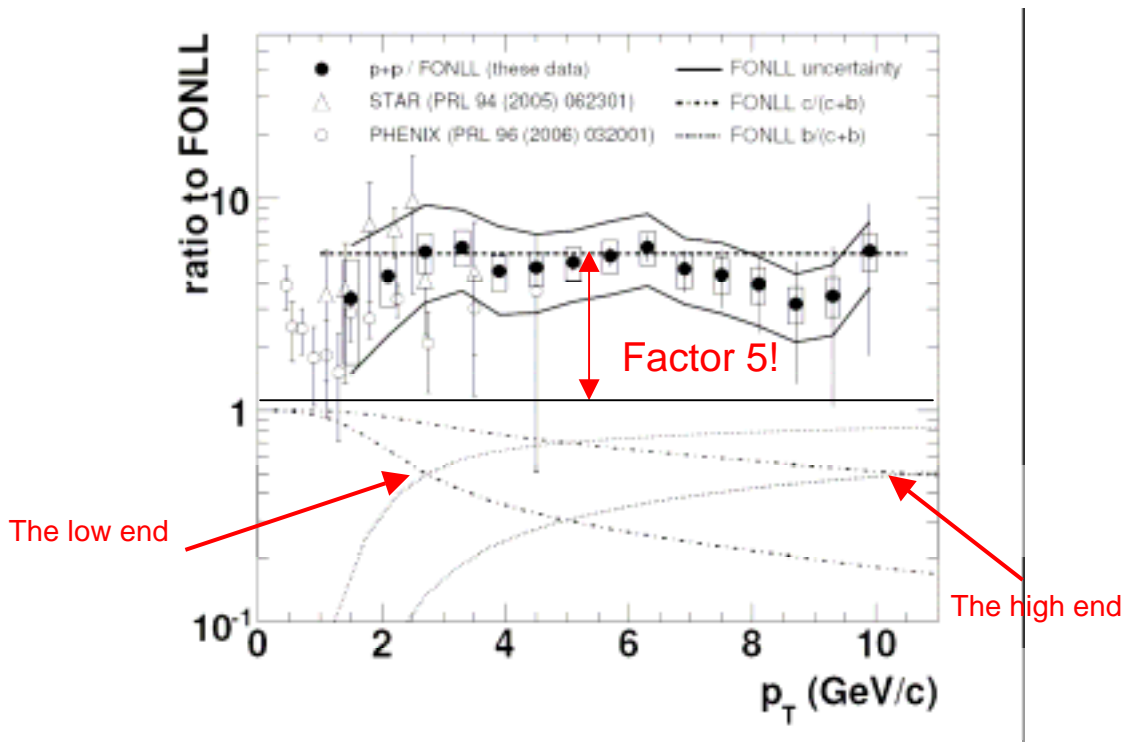 p+p / FONLL (these data)
FONLL uncertainty
STAR (PRL 94 (2005) 062301)
FONLL c/(c+b)
PHENIX (PRL 96 (2006) 032001)
FONLL b/(c+b)
ratio to FONLL
10
Factor 5!
1
The low end
The high end
10-1
0 2 4 6 8 10
pT (GeV/c)